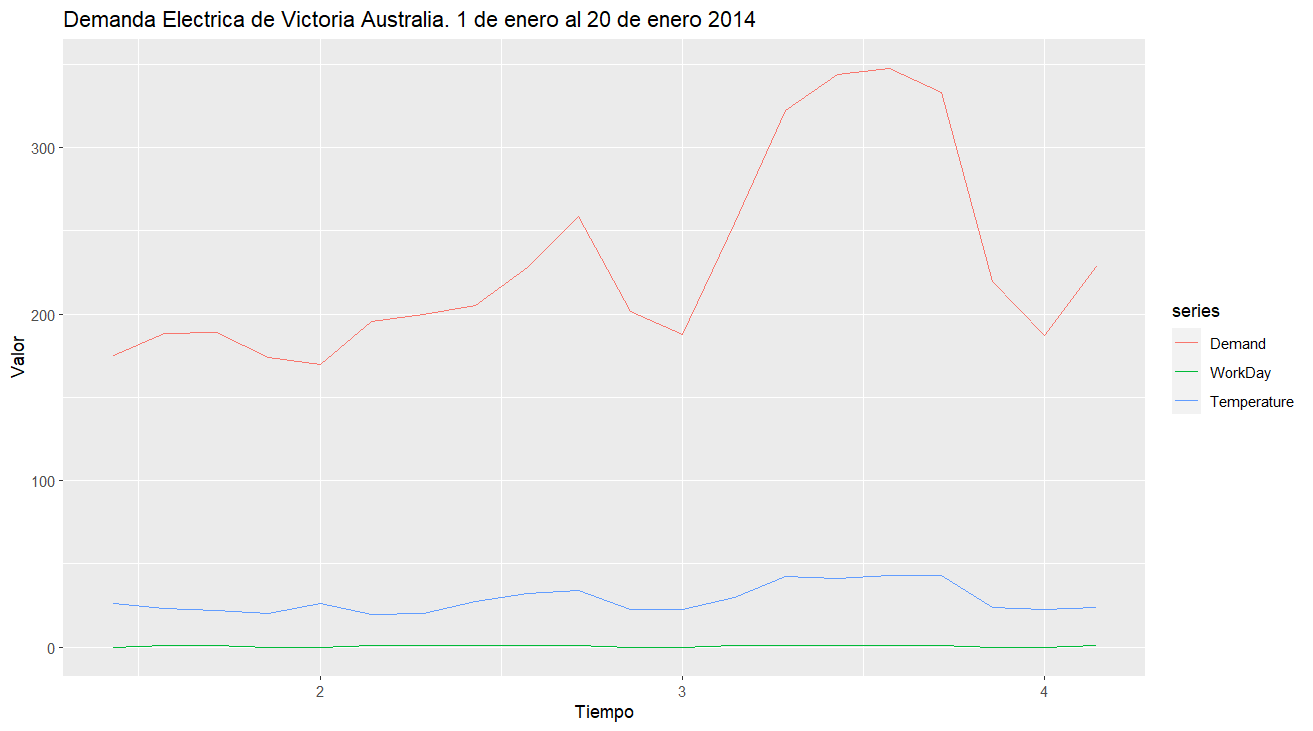 Demanda Electrica de Victoria Australia. 1 de enero al 20 de enero 2014
Valor
300
200
100
0
2
3
4
Tiempo
series
Demand
WorkDay
Temperature